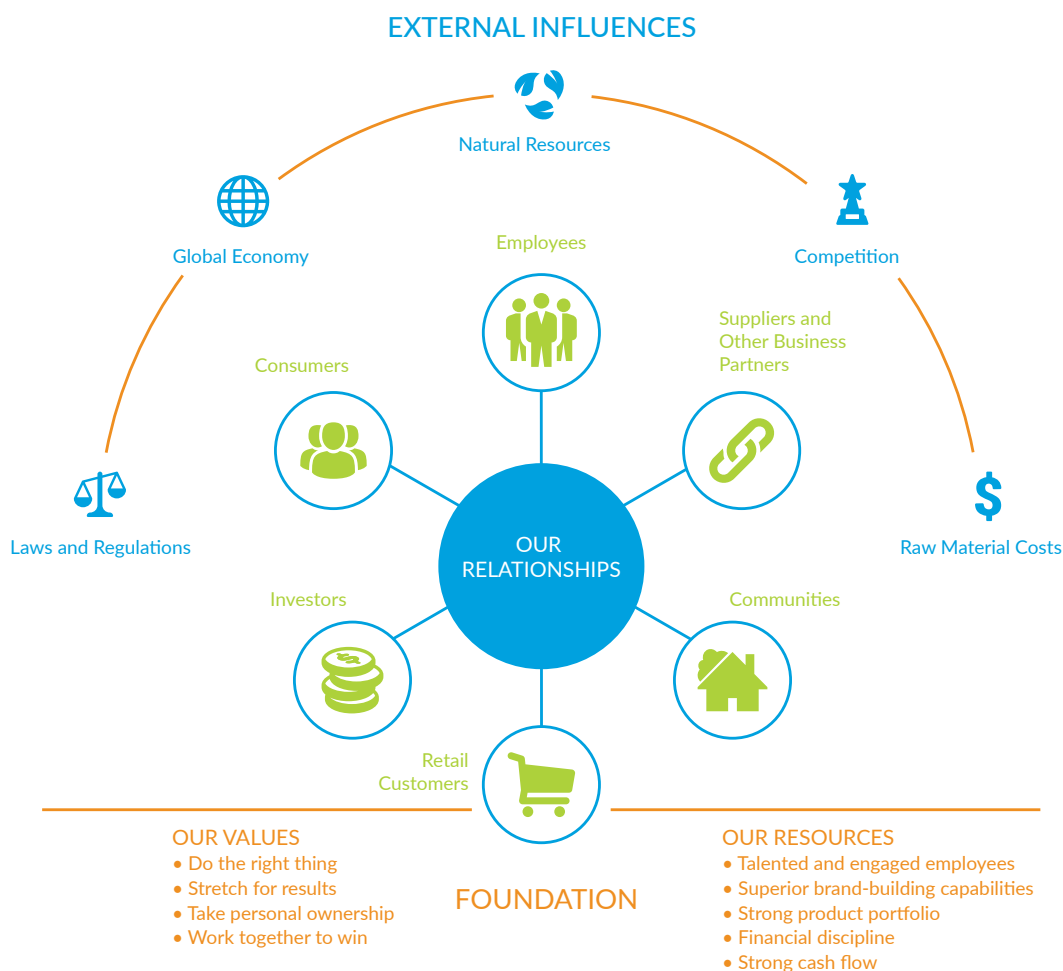 EXTERNAL INFLUENCES
Natural Resources
Global Economy
Competition
Employees
Suppliers and
Other Business
Partners
Consumers
OUR
RELATIONSHIPS
Laws and Regulations
Raw Material Costs
Investors
Communities
Retail
Customers
OUR VALUES
• Do the right thing
• Stretch for results
• Take personal ownership
• Work together to win
FOUNDATION
OUR RESOURCES
• Talented and engaged employees
• Superior brand-building capabilities
• Strong product portfolio
• Financial discipline
• Strong cash flow